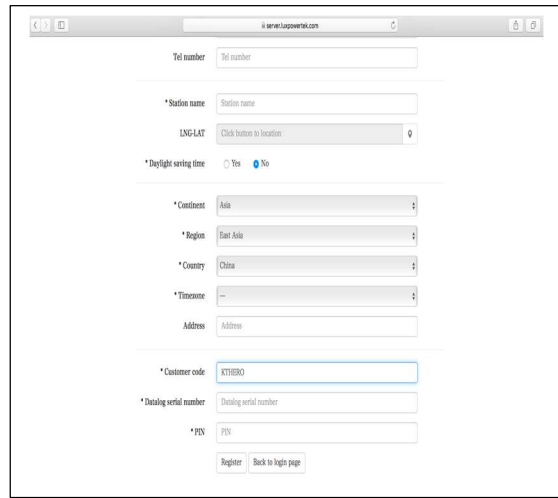 server.luxpowertek.com
Tel number Tel number
* Station name Station name
LNG-LAT Click button to location
* Daylight saving time Yes No
* Continent Asia
* Region East Asia
* Country China
* Timezone —
Address Address
* Customer code KTHERO
* Datalog serial number Datalog serial number
* PIN PIN
Register Back to login page